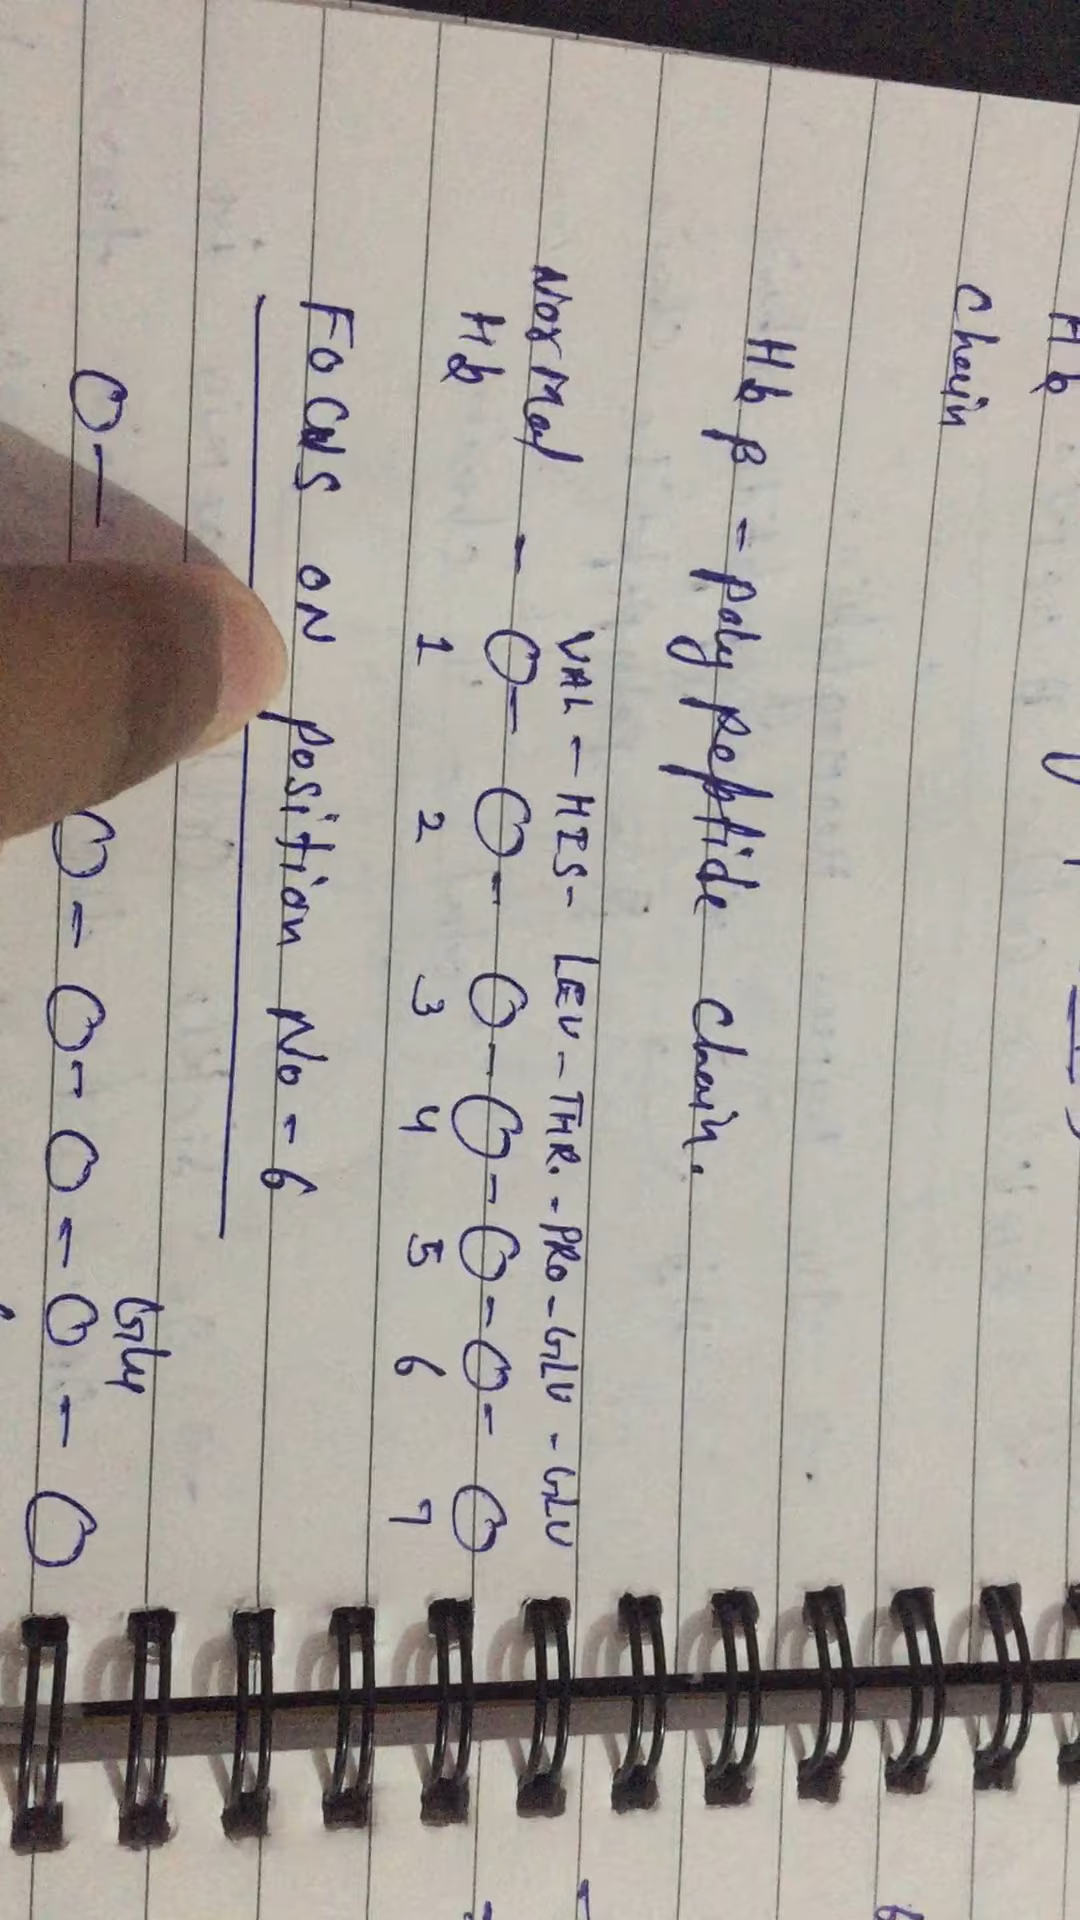 Hb
Chain
Hb β - poly peptide chain.
VAL - HIS - LEU - THR. - PRO - GLU - GLU
Normal -
Hb
1 2 3 4 5 6 7
FOCUS ON position No - 6
Glu